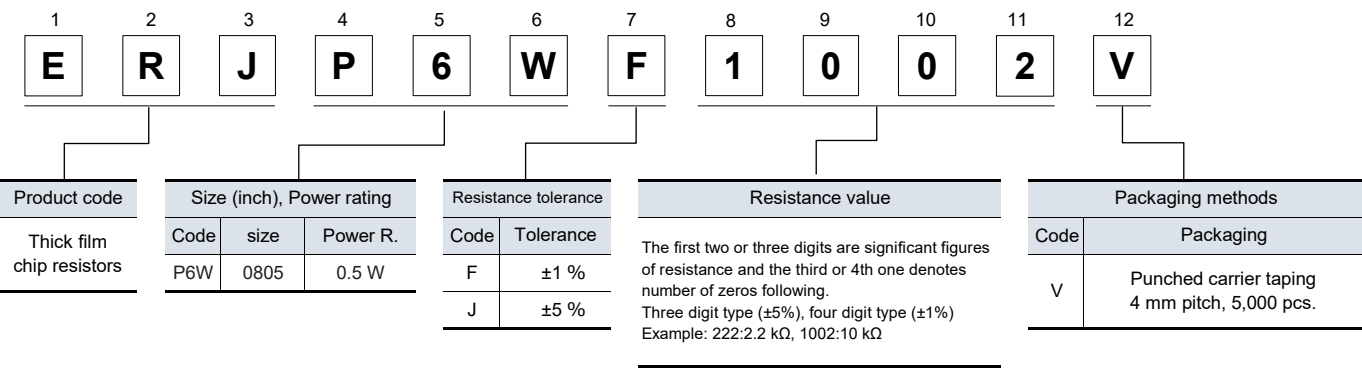 1 2 3 4 5 6 7 8 9 10 11 12
E R J P 6 W F 1 0 0 2 V
Product code
Thick film
chip resistors
Size (inch), Power rating
Code size Power R.
P6W 0805 0.5 W
Resistance tolerance
Code Tolerance
F ±1 %
J ±5 %
Resistance value
The first two or three digits are significant figures
of resistance and the third or 4th one denotes
number of zeros following.
Three digit type (±5%), four digit type (±1%)
Example: 222:2.2 kΩ, 1002:10 kΩ
Packaging methods
Code Packaging
V Punched carrier taping
4 mm pitch, 5,000 pcs.